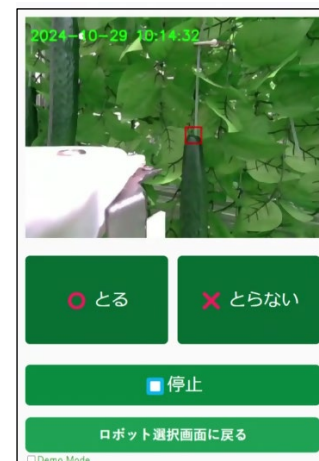 2024-10-29 10:14:32
⭕ とる
❌ とらない
⏹ 停止
ロボット選択画面に戻る
Demo Mode